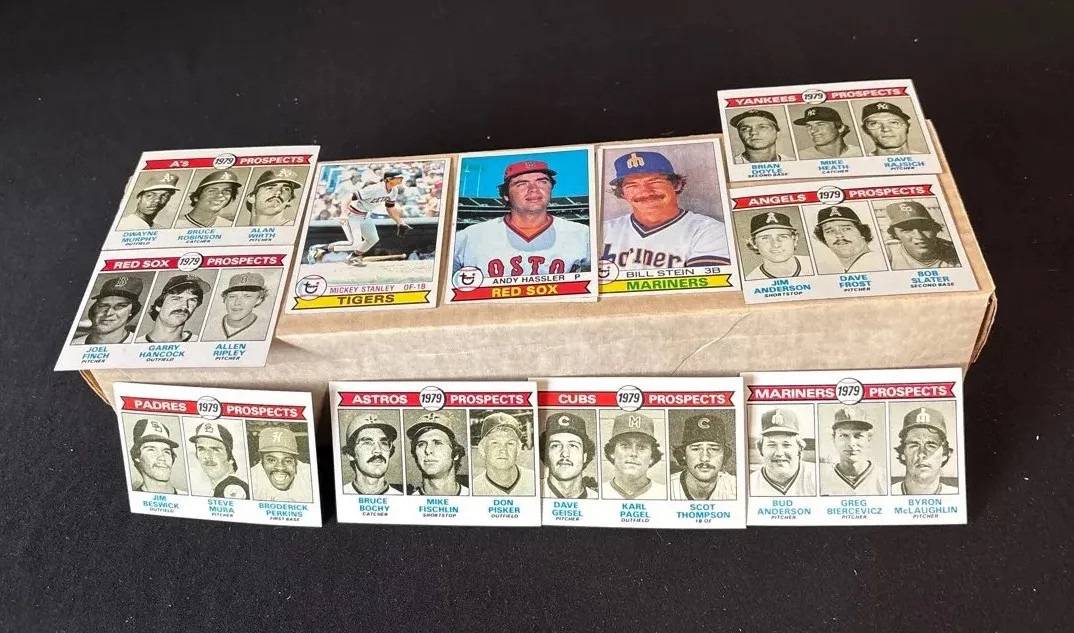 A's 1979 PROSPECTS
DWAYNE MURPHY
OUTFIELD
BRUCE ROBINSON
CATCHER
ALAN WIRTH
PITCHER
RED SOX 1979 PROSPECTS
JOEL FINCH
PITCHER
GARRY HANCOCK
OUTFIELD
ALLEN RIPLEY
PITCHER
MICKEY STANLEY OF-1B
TIGERS
OSTO
ANDY HASSLER P
RED SOX
m
BILL STEIN 3B
MARINERS
YANKEES 1979 PROSPECTS
BRIAN DOYLE
SECOND BASE
MIKE HEATH
CATCHER
DAVE RAJSICH
PITCHER
ANGELS 1979 PROSPECTS
JIM ANDERSON
SHORTSTOP
DAVE FROST
PITCHER
BOB SLATER
SECOND BASE
PADRES 1979 PROSPECTS
JIM BESWICK
OUTFIELD
STEVE MURA
PITCHER
BRODERICK PERKINS
FIRST BASE
ASTROS 1979 PROSPECTS
BRUCE BOCHY
CATCHER
MIKE FISCHLIN
SHORTSTOP
DON PISKER
OUTFIELD
CUBS 1979 PROSPECTS
DAVE GEISEL
PITCHER
KARL PAGEL
OUTFIELD
SCOT THOMPSON
1B OF
MARINERS 1979 PROSPECTS
BUD ANDERSON
PITCHER
GREG BIERCEVICZ
PITCHER
BYRON McLAUGHLIN
PITCHER